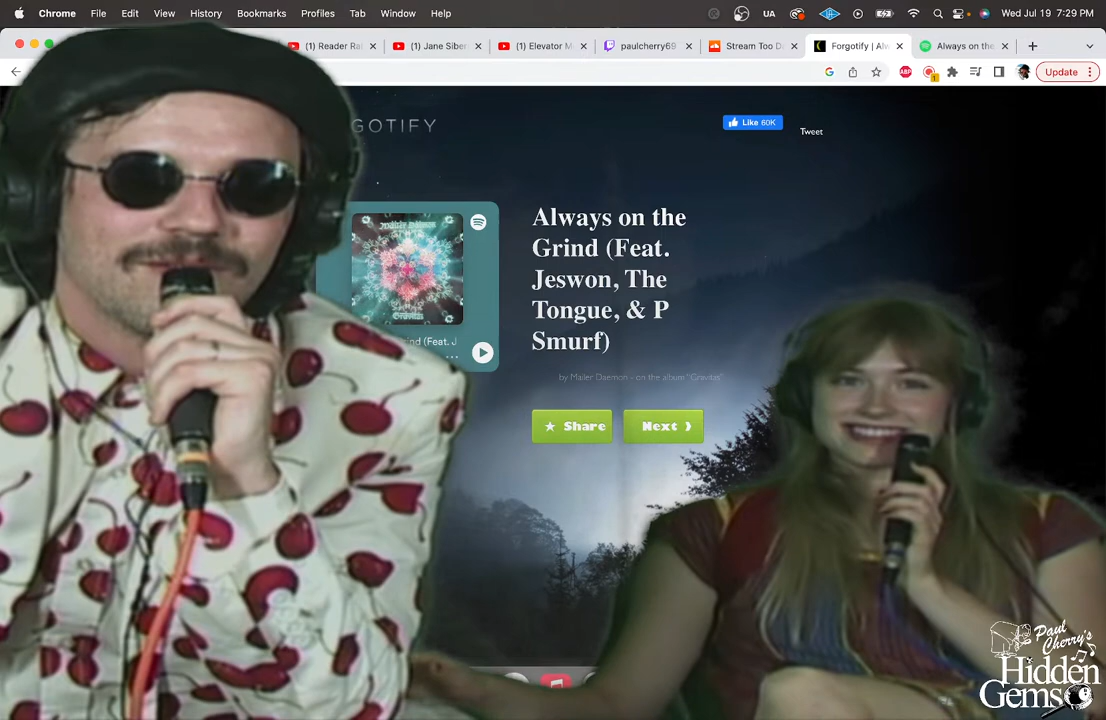 Chrome File Edit View History Bookmarks Profiles Tab Window Help UA Wed Jul 19 7:29 PM
(1) Reader Ra (1) Jane Siber (1) Elevator M paulcherry69 Stream Too D Forgotify | Alw Always on the
ABP Update
GOTIFY
Like 60K
Tweet
Always on the
Grind (Feat.
Jeswon, The
Tongue, & P
Smurf)
ind (Feat. J
by Mailer Daemon - on the album "Gravitas"
Share Next
Paul
Cherry's
Hidden
Gems